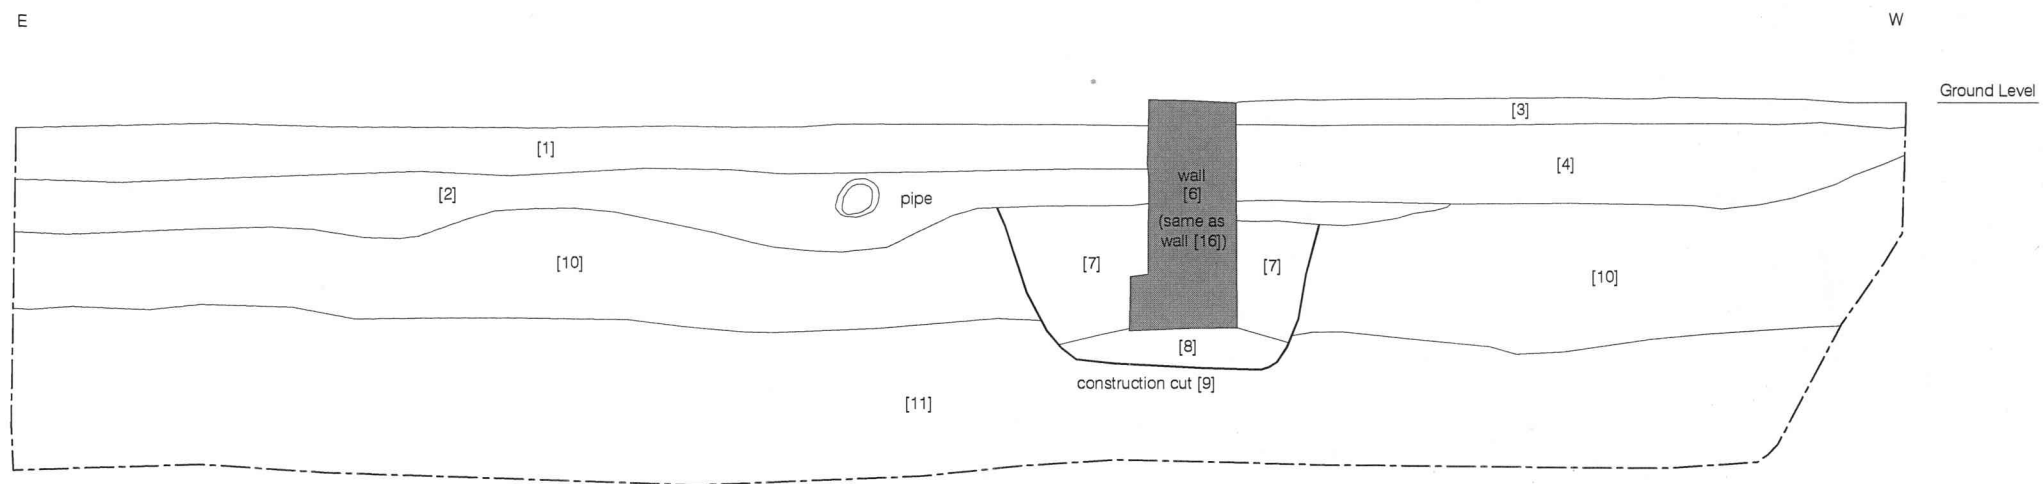 E
W
Ground Level
[3]
[1]
[4]
wall
[6]
(same as
wall [16])
[2]
pipe
[10]
[7]
[7]
[10]
[8]
construction cut [9]
[11]